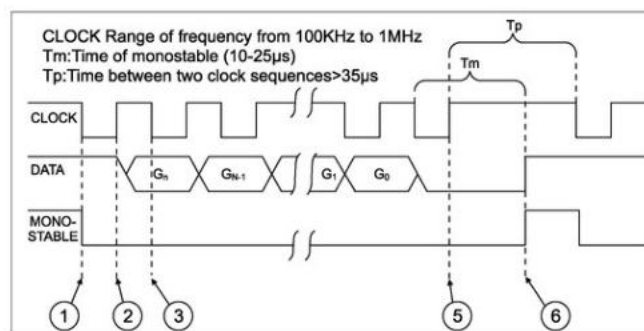 CLOCK Range of frequency from 100KHz to 1MHz
Tm:Time of monostable (10-25µs)
Tp:Time between two clock sequences>35µs
Tp
Tm
CLOCK
DATA
Gn
GN-1
G1
G0
MONO-
STABLE
1
2
3
5
6